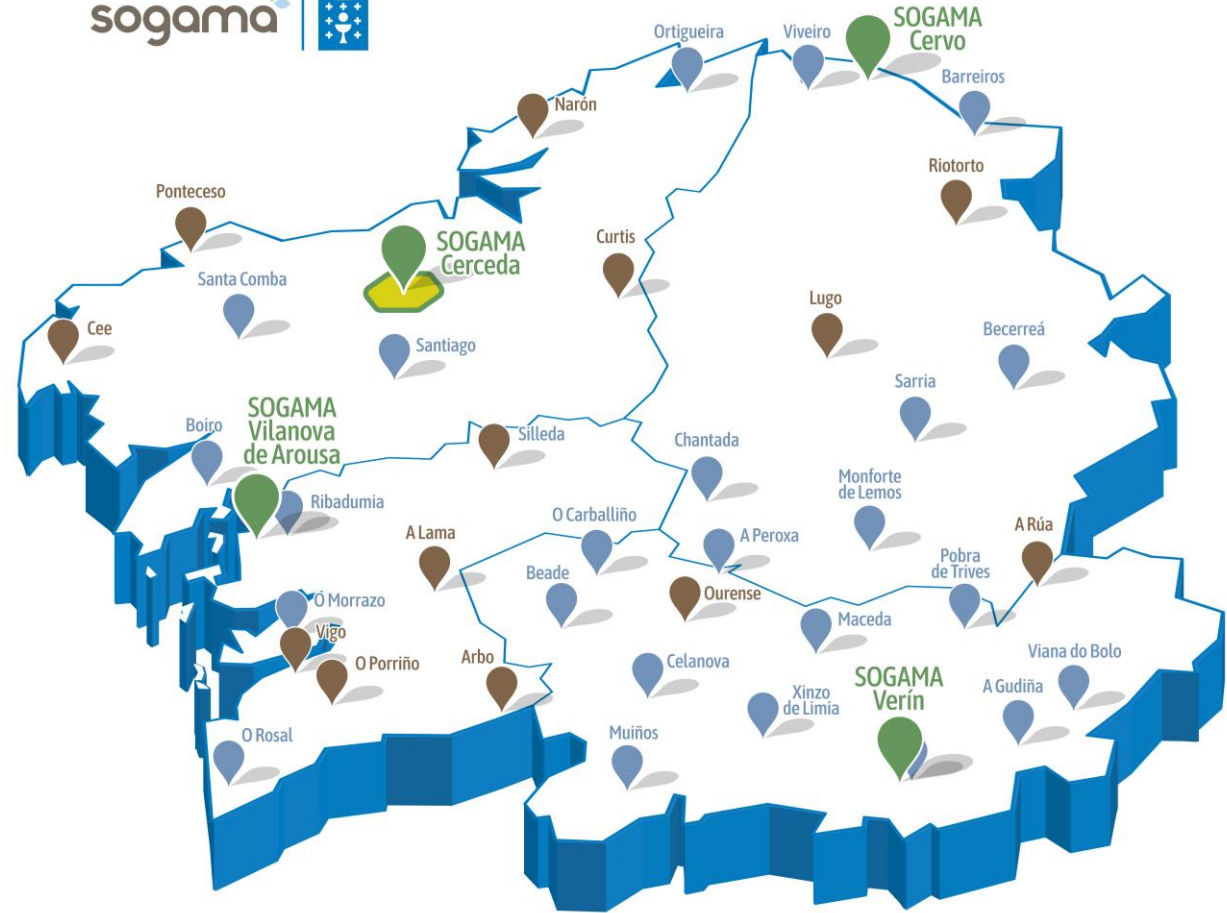 sogama
Ortigueira
Viveiro
SOGAMA
Cervo
Barreiros
Narón
Riotorto
Ponteceso
Curtis
SOGAMA
Cerceda
Santa Comba
Lugo
Cee
Santiago
Becerreá
Sarria
SOGAMA
Vilanova
de Arousa
Boiro
Silleda
Chantada
Ribadumia
Monforte
de Lemos
O Carballiño
A Lama
A Peroxa
A Rúa
Beade
Pobra
de Trives
Ourense
O Morrazo
Maceda
Vigo
O Porriño
Arbo
Celanova
Viana do Bolo
SOGAMA
Verín
A Gudiña
Xinzo
de Limia
O Rosal
Muiños